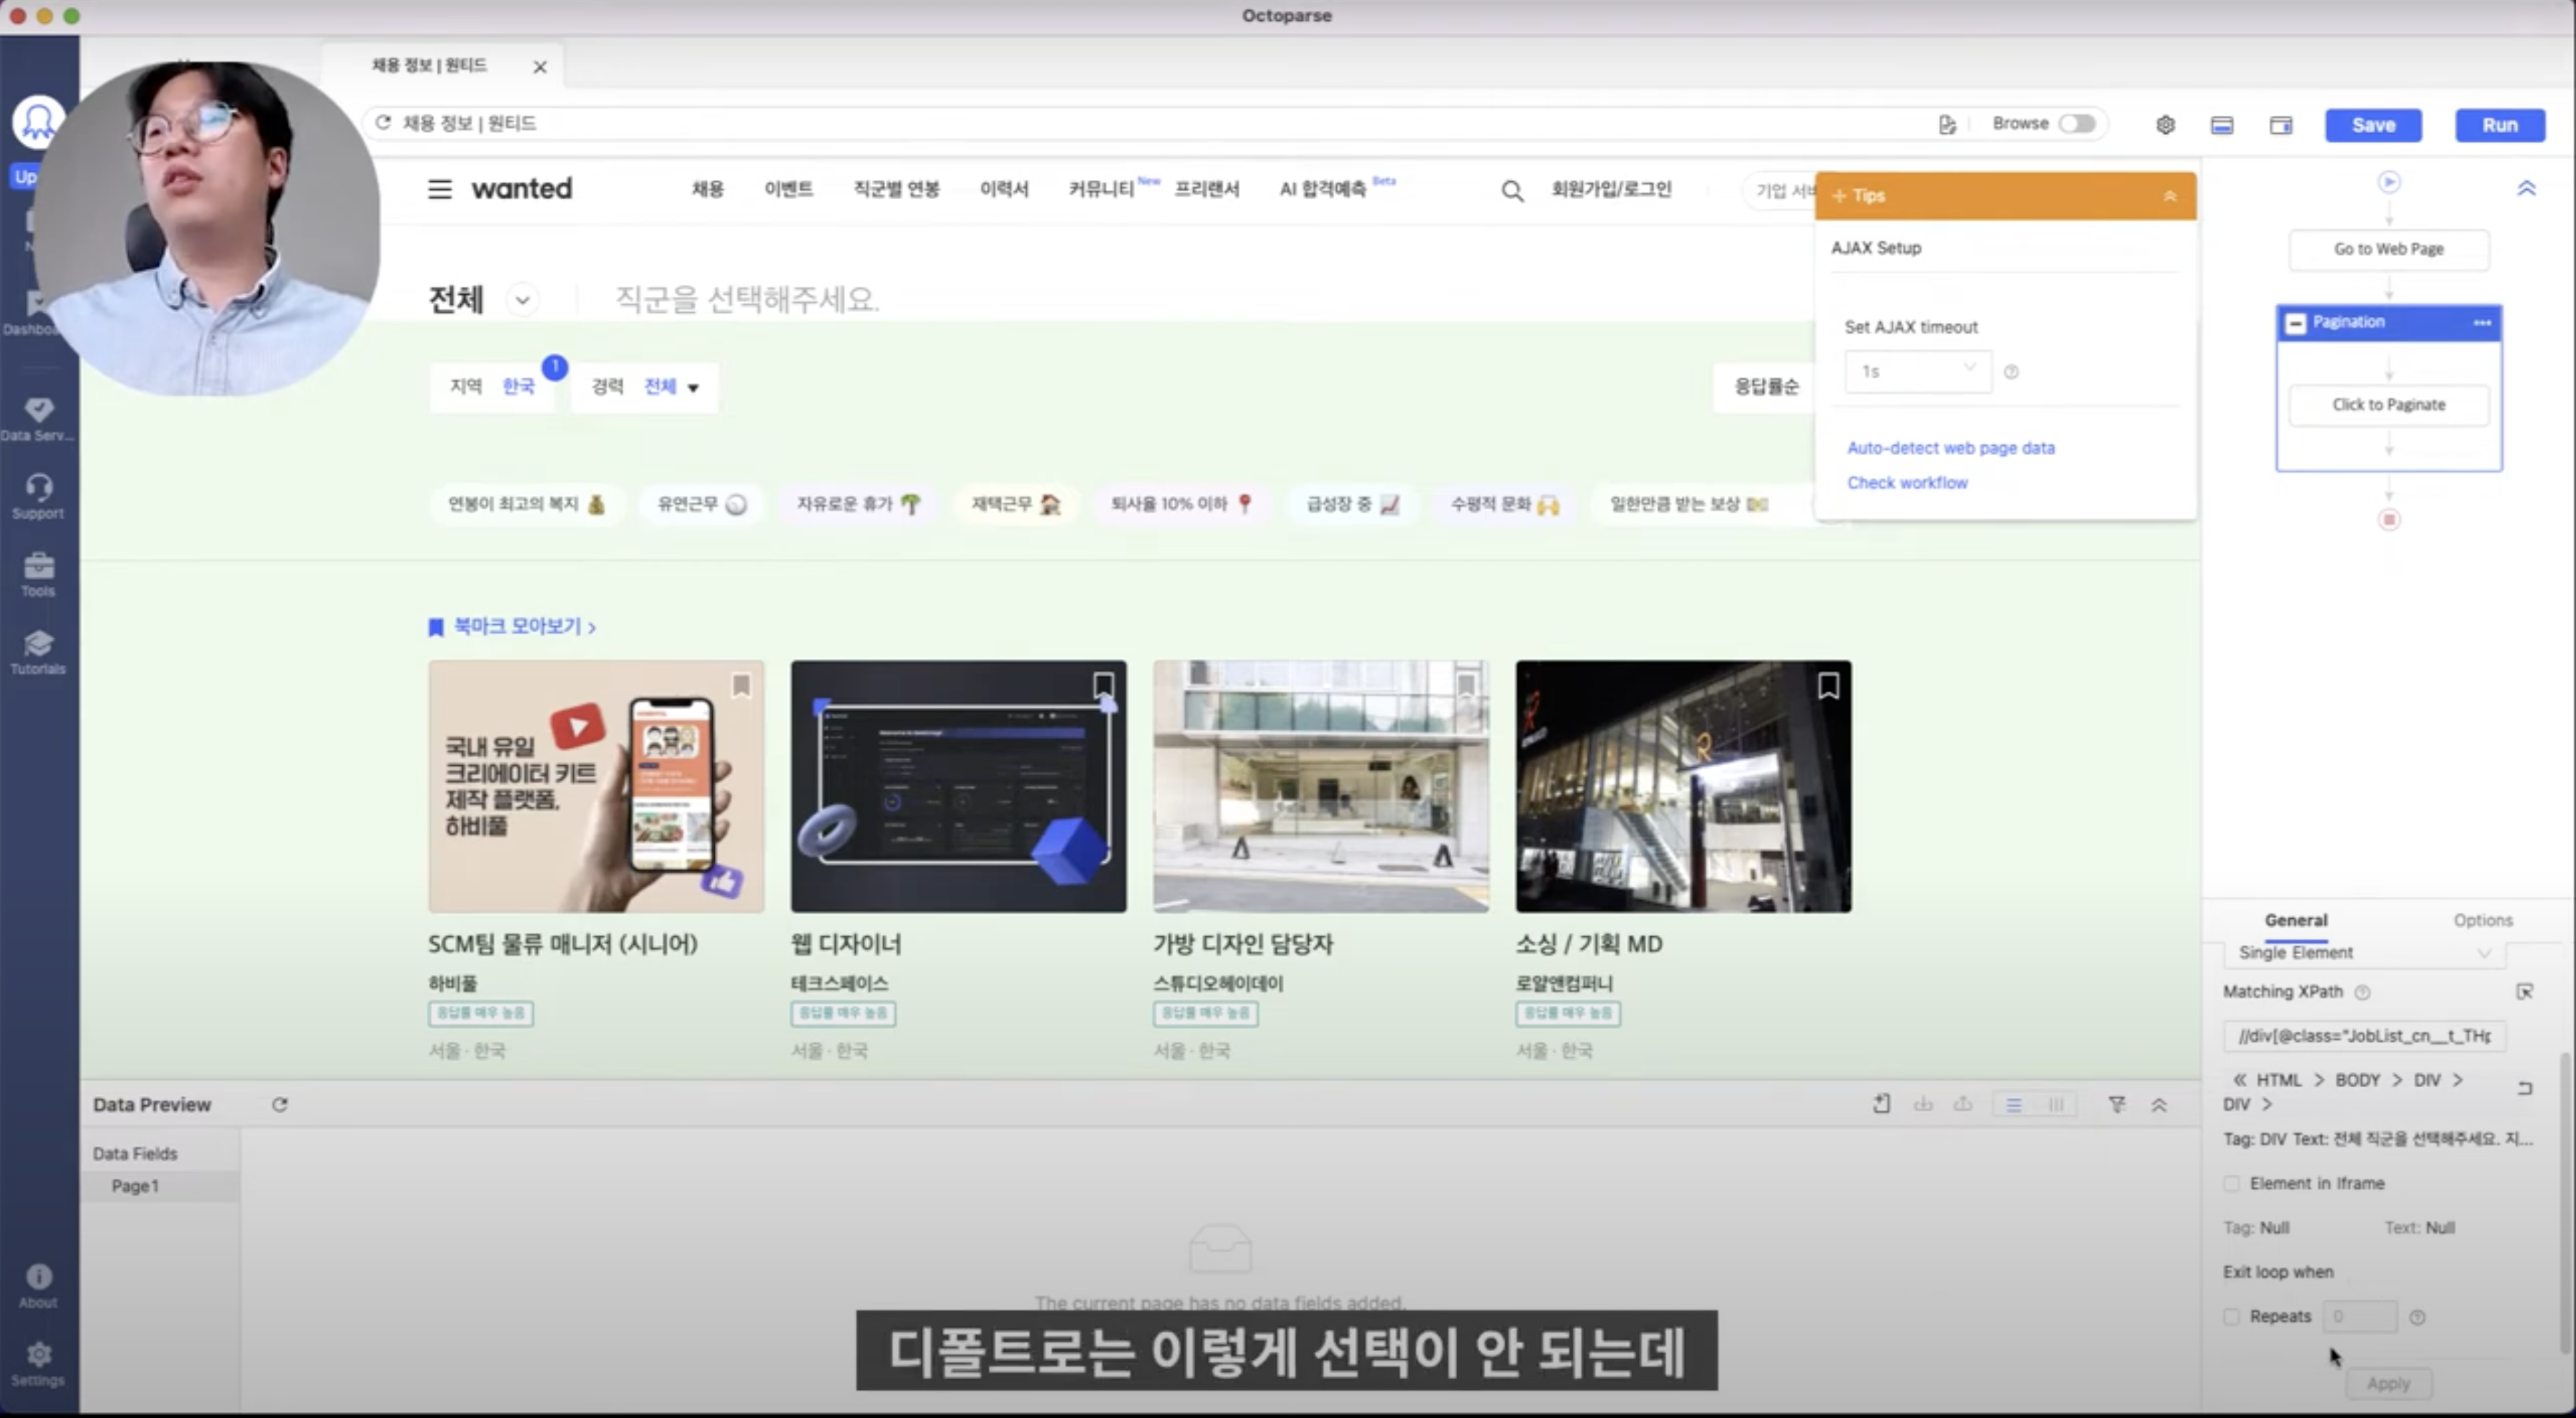 Octoparse
채용 정보 | 원티드
채용 정보 | 원티드
Browse
Save
Run
Up
wanted
채용
이벤트
직군별 연봉
이력서
커뮤니티 New
프리랜서
AI 합격예측 Beta
회원가입/로그인
기업 서비
전체
직군을 선택해주세요.
지역 한국 1
경력 전체
응답률순
연봉이 최고의 복지
유연근무
자유로운 휴가
재택근무
퇴사율 10% 이하
급성장 중
수평적 문화
일한만큼 받는 보상
북마크 모아보기
국내 유일
크리에이터 키트
제작 플랫폼,
하비풀
SCM팀 물류 매니저 (시니어)
하비풀
응답률 매우 높음
서울 · 한국
웹 디자이너
테크스페이스
응답률 매우 높음
서울 · 한국
가방 디자인 담당자
스튜디오헤이데이
응답률 매우 높음
서울 · 한국
소싱 / 기획 MD
로얄앤컴퍼니
응답률 매우 높음
서울 · 한국
Tips
AJAX Setup
Set AJAX timeout
1s
Auto-detect web page data
Check workflow
Go to Web Page
Pagination
Click to Paginate
General
Options
Single Element
Matching XPath
//div[@class="JobList_cn__t_THp
« HTML > BODY > DIV >
DIV >
Tag: DIV Text: 전체 직군을 선택해주세요. 지...
Element in Iframe
Tag: Null
Text: Null
Exit loop when
Repeats 0
Apply
Dashboa
Data Serv...
Support
Tools
Tutorials
About
Settings
Data Preview
Data Fields
Page1
The current page has no data fields added.
디폴트로는 이렇게 선택이 안 되는데